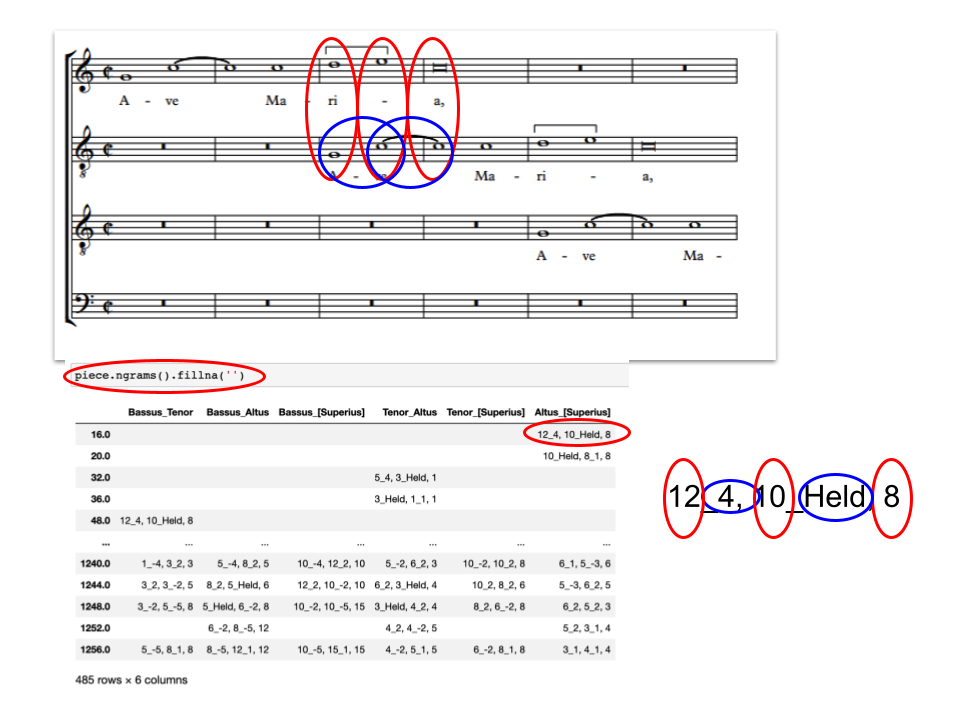 A - ve Ma - ri - a,
8
A - ve Ma - ri - a,
8
A - ve Ma -
piece.ngrams().fillna('')
Bassus_Tenor Bassus_Altus Bassus_[Superius] Tenor_Altus Tenor_[Superius] Altus_[Superius]
16.0 12_4, 10_Held, 8
20.0 10_Held, 8_1, 8
32.0 5_4, 3_Held, 1
36.0 3_Held, 1_1, 1
48.0 12_4, 10_Held, 8
... ... ... ... ... ... ...
1240.0 1_-4, 3_2, 3 5_-4, 8_2, 5 10_-4, 12_2, 10 5_-2, 6_2, 3 10_-2, 10_2, 8 6_1, 5_-3, 6
1244.0 3_2, 3_-2, 5 8_2, 5_Held, 6 12_2, 10_-2, 10 6_2, 3_Held, 4 10_2, 8_2, 6 5_-3, 6_2, 5
1248.0 3_-2, 5_-5, 8 5_Held, 6_-2, 8 10_-2, 10_-5, 15 3_Held, 4_2, 4 8_2, 6_-2, 8 6_2, 5_2, 3
1252.0 6_-2, 8_-5, 12 4_2, 4_-2, 5 5_2, 3_1, 4
1256.0 5_-5, 8_1, 8 8_-5, 12_1, 12 10_-5, 15_1, 15 4_-2, 5_1, 5 6_-2, 8_1, 8 3_1, 4_1, 4
485 rows × 6 columns
12_4, 10_Held, 8